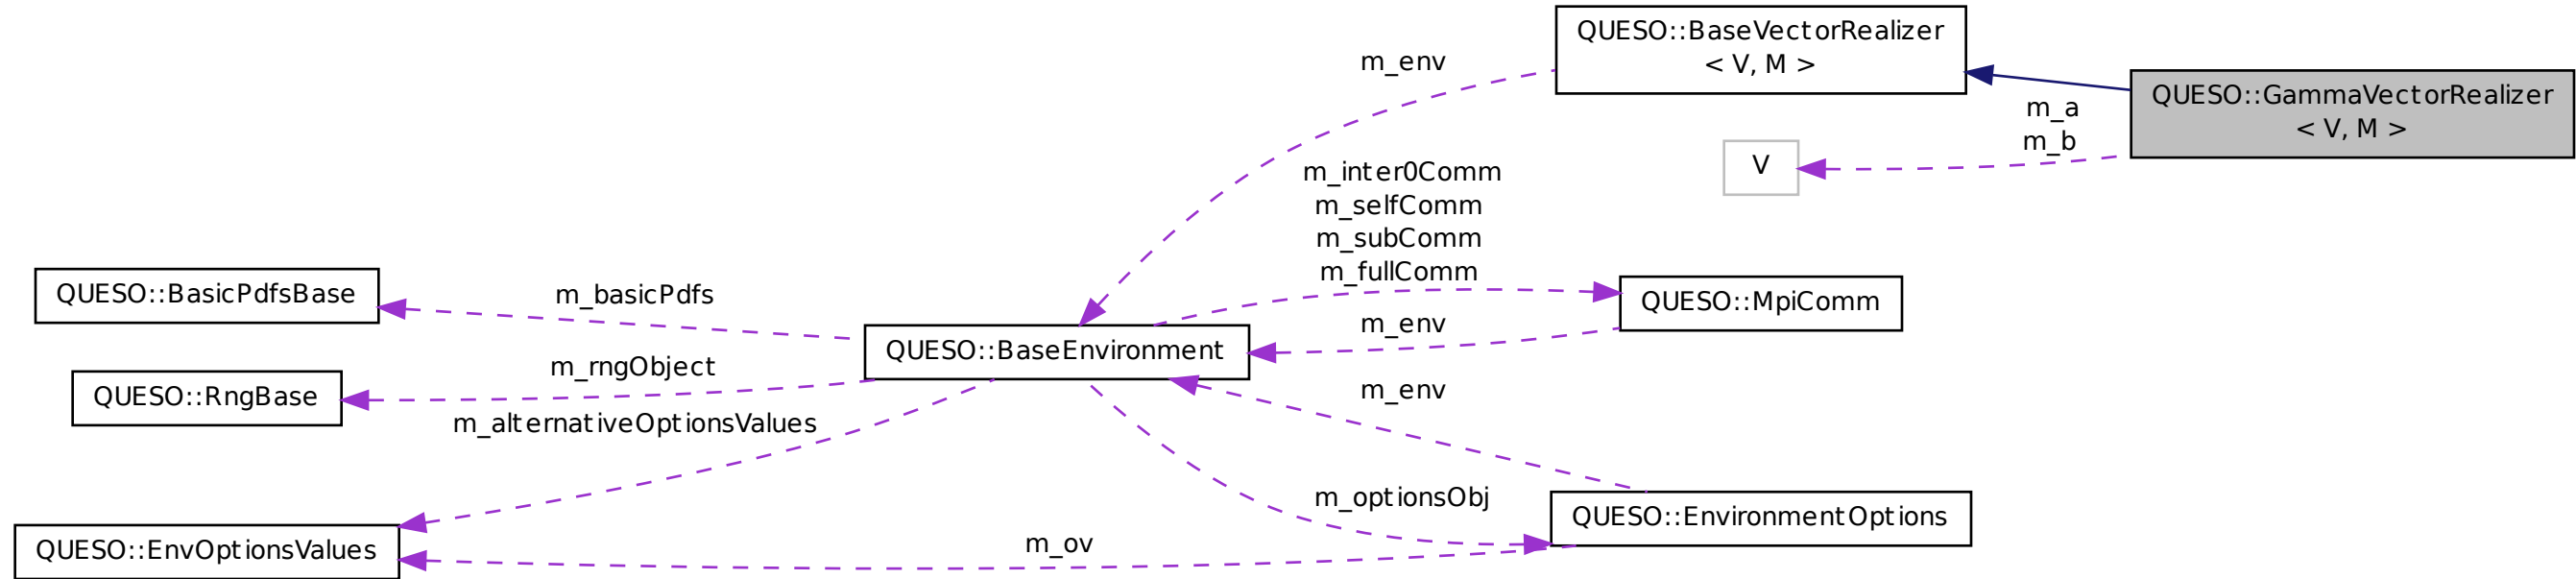 QUESO::BaseVectorRealizer
< V, M >
m_env
QUESO::GammaVectorRealizer
< V, M >
m_a
m_b
V
m_inter0Comm
m_selfComm
m_subComm
m_fullComm
QUESO::BasicPdfsBase
m_basicPdfs
QUESO::MpiComm
m_env
QUESO::BaseEnvironment
m_rngObject
QUESO::RngBase
m_env
m_alternativeOptionsValues
m_optionsObj
QUESO::EnvironmentOptions
m_ov
QUESO::EnvOptionsValues